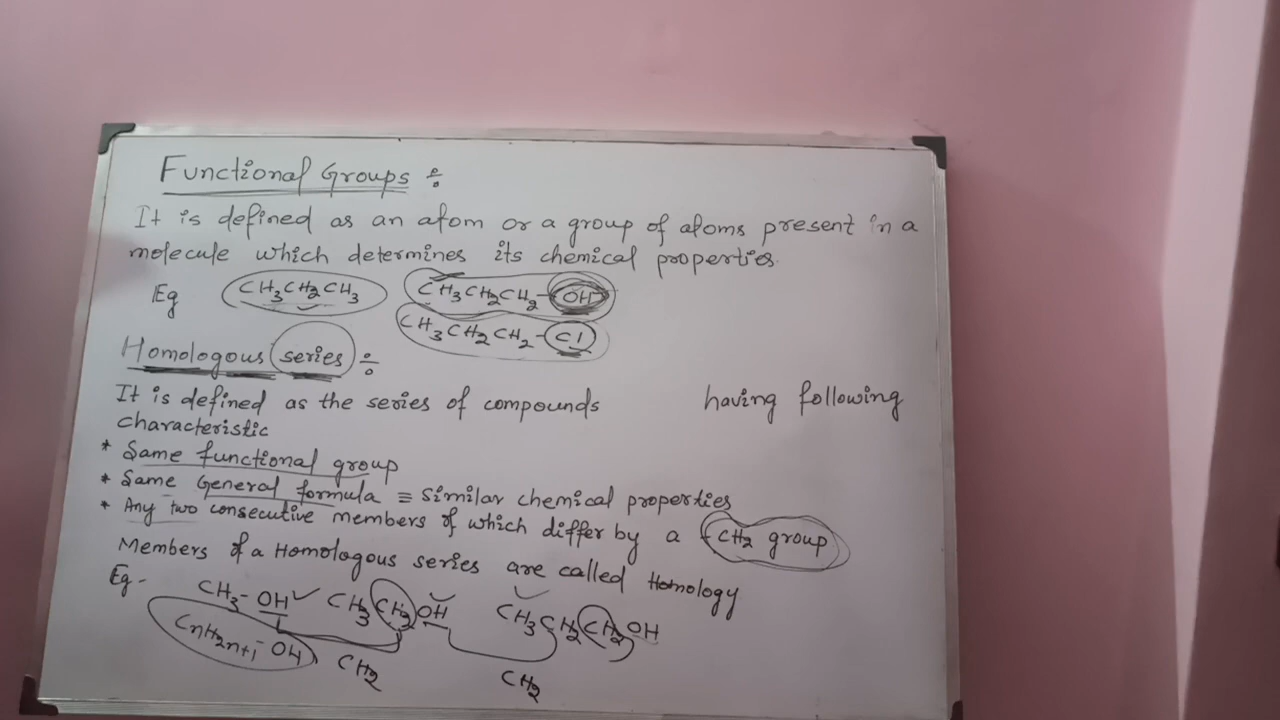 Functional Groups :
It is defined as an atom or a group of atoms present in a
molecule which determines its chemical properties.
Eg CH3CH2CH3 CH3CH2CH2-OH
CH3CH2CH2-Cl
Homologous series :
It is defined as the series of compounds having following
characteristic
* Same functional group
* Same General formula ≡ similar chemical properties
* Any two consecutive members of which differ by a CH2 group
Members of a Homologous series are called Homology
Eg- CH3-OH ✓ CH3CH2OH CH3CH2CH2OH
CnH2n+1 OH CH2 CH2